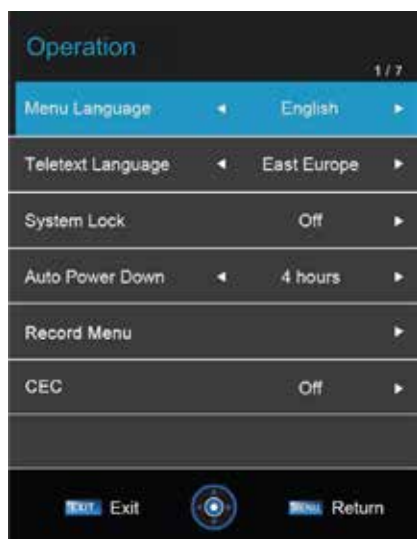 Operation
1 / 7
Menu Language ◄ English ►
Teletext Language ◄ East Europe ►
System Lock Off ►
Auto Power Down ◄ 4 hours ►
Record Menu ►
CEC Off ►
EXIT Exit MENU Return